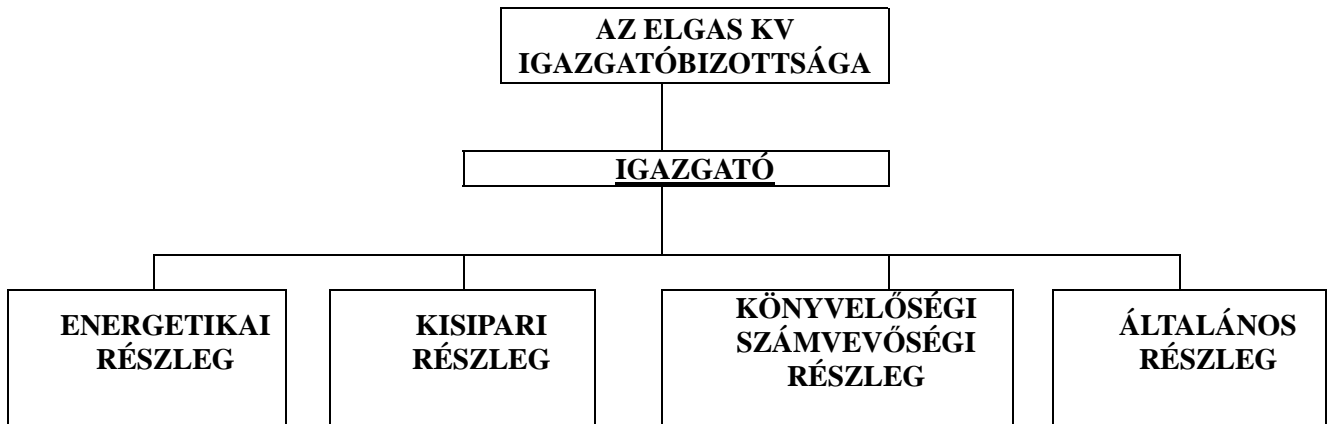 AZ ELGAS KV
IGAZGATÓBIZOTTSÁGA
IGAZGATÓ
ENERGETIKAI
RÉSZLEG
KISIPARI
RÉSZLEG
KÖNYVELŐSÉGI
SZÁMVEVŐSÉGI
RÉSZLEG
ÁLTALÁNOS
RÉSZLEG